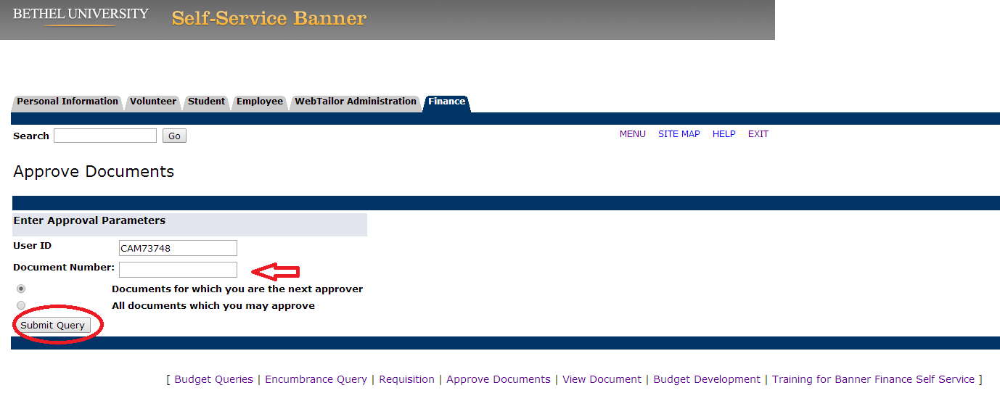 BETHEL UNIVERSITY Self-Service Banner
Personal Information Volunteer Student Employee WebTailor Administration Finance
Search Go MENU SITE MAP HELP EXIT
Approve Documents
Enter Approval Parameters
User ID CAM73748
Document Number:
Documents for which you are the next approver
All documents which you may approve
Submit Query
[ Budget Queries | Encumbrance Query | Requisition | Approve Documents | View Document | Budget Development | Training for Banner Finance Self Service ]